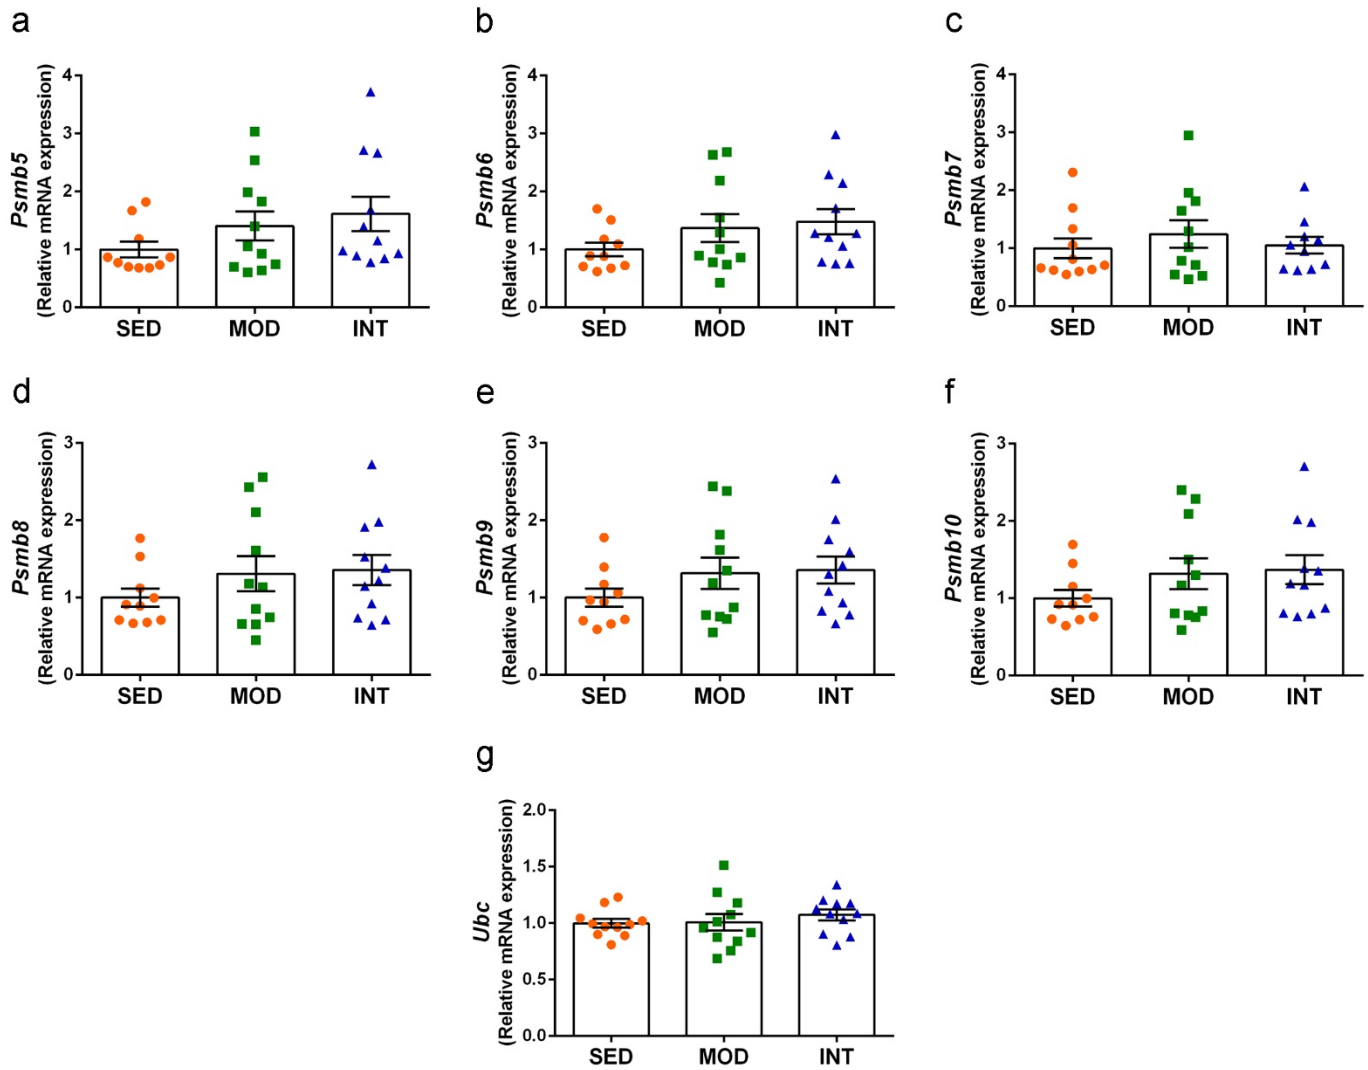 a
b
c
Psmb5
(Relative mRNA expression)
4
3
2
1
0
SED MOD INT
Psmb6
(Relative mRNA expression)
4
3
2
1
0
SED MOD INT
Psmb7
(Relative mRNA expression)
4
3
2
1
0
SED MOD INT
d
e
f
Psmb8
(Relative mRNA expression)
3
2
1
0
SED MOD INT
Psmb9
(Relative mRNA expression)
3
2
1
0
SED MOD INT
Psmb10
(Relative mRNA expression)
3
2
1
0
SED MOD INT
g
Ubc
(Relative mRNA expression)
2.0
1.5
1.0
0.5
0.0
SED MOD INT